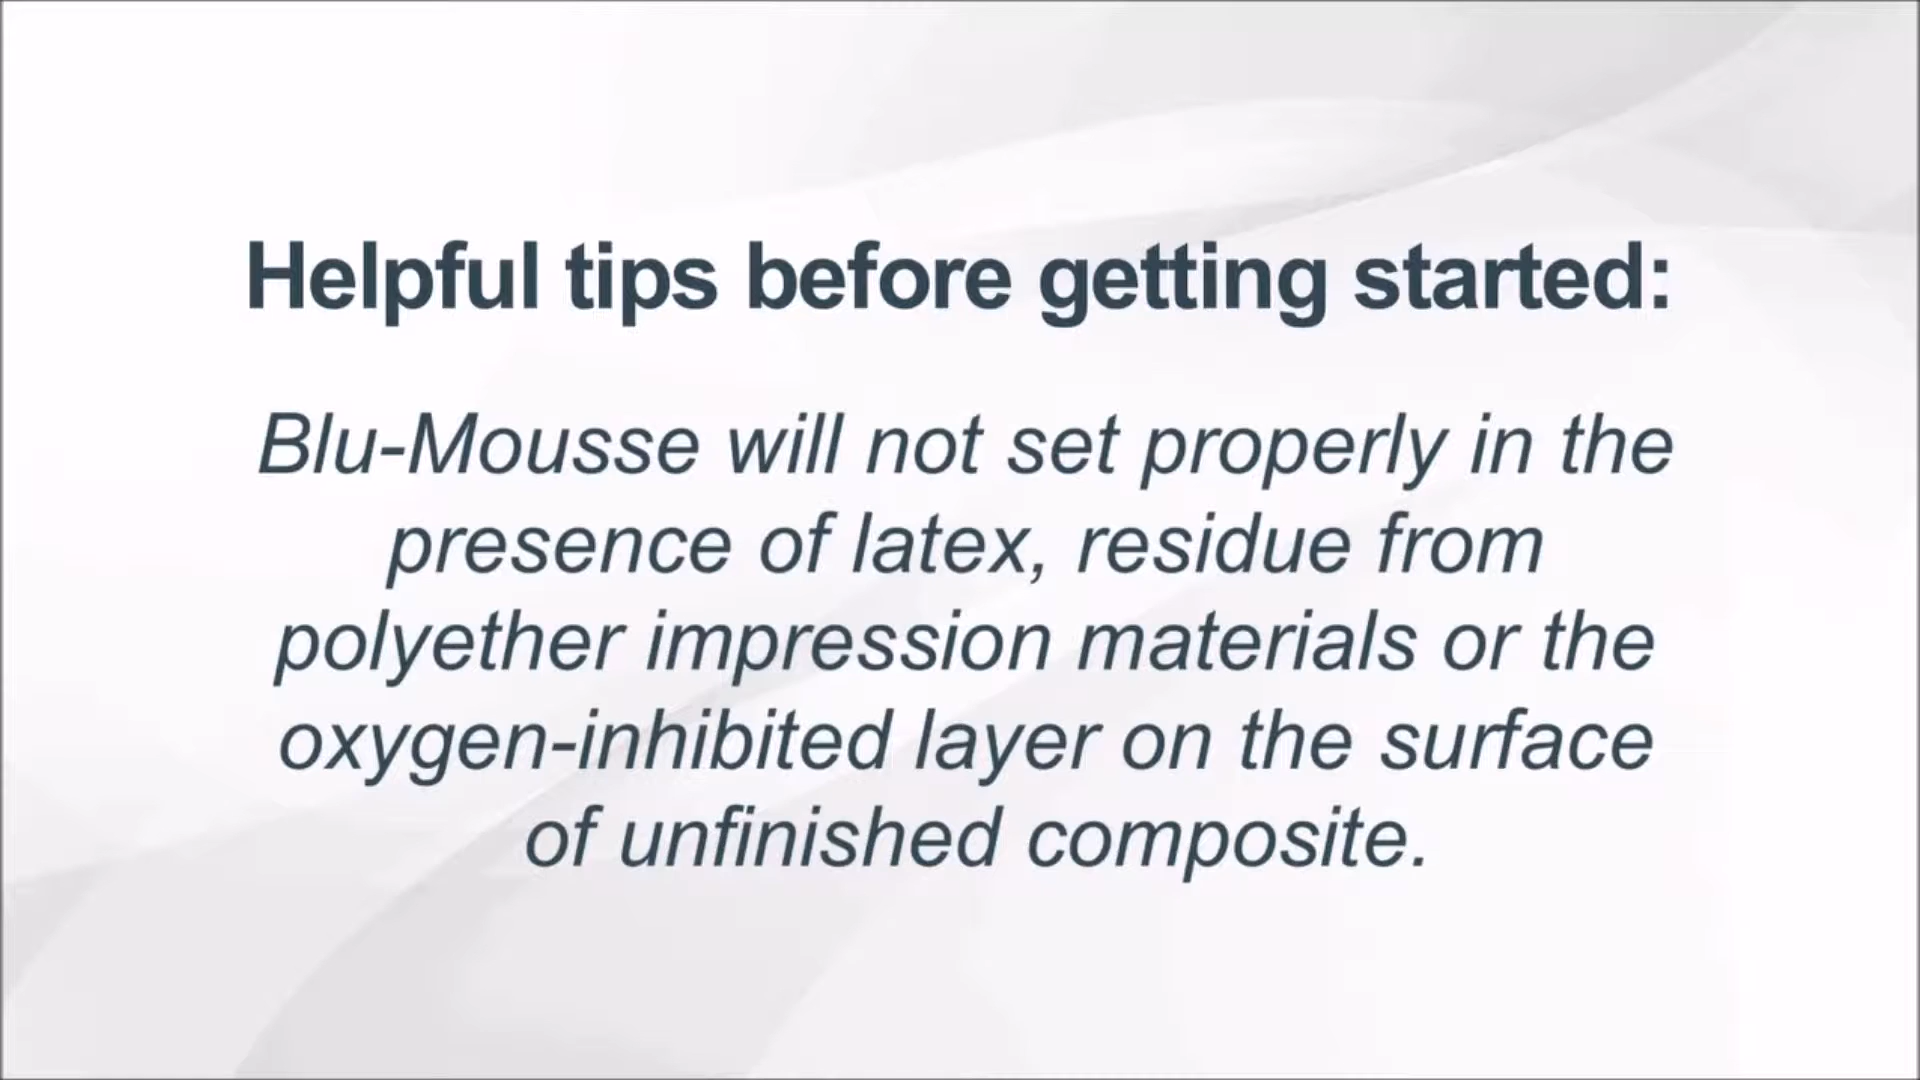 Helpful tips before getting started:
Blu-Mousse will not set properly in the
presence of latex, residue from
polyether impression materials or the
oxygen-inhibited layer on the surface
of unfinished composite.